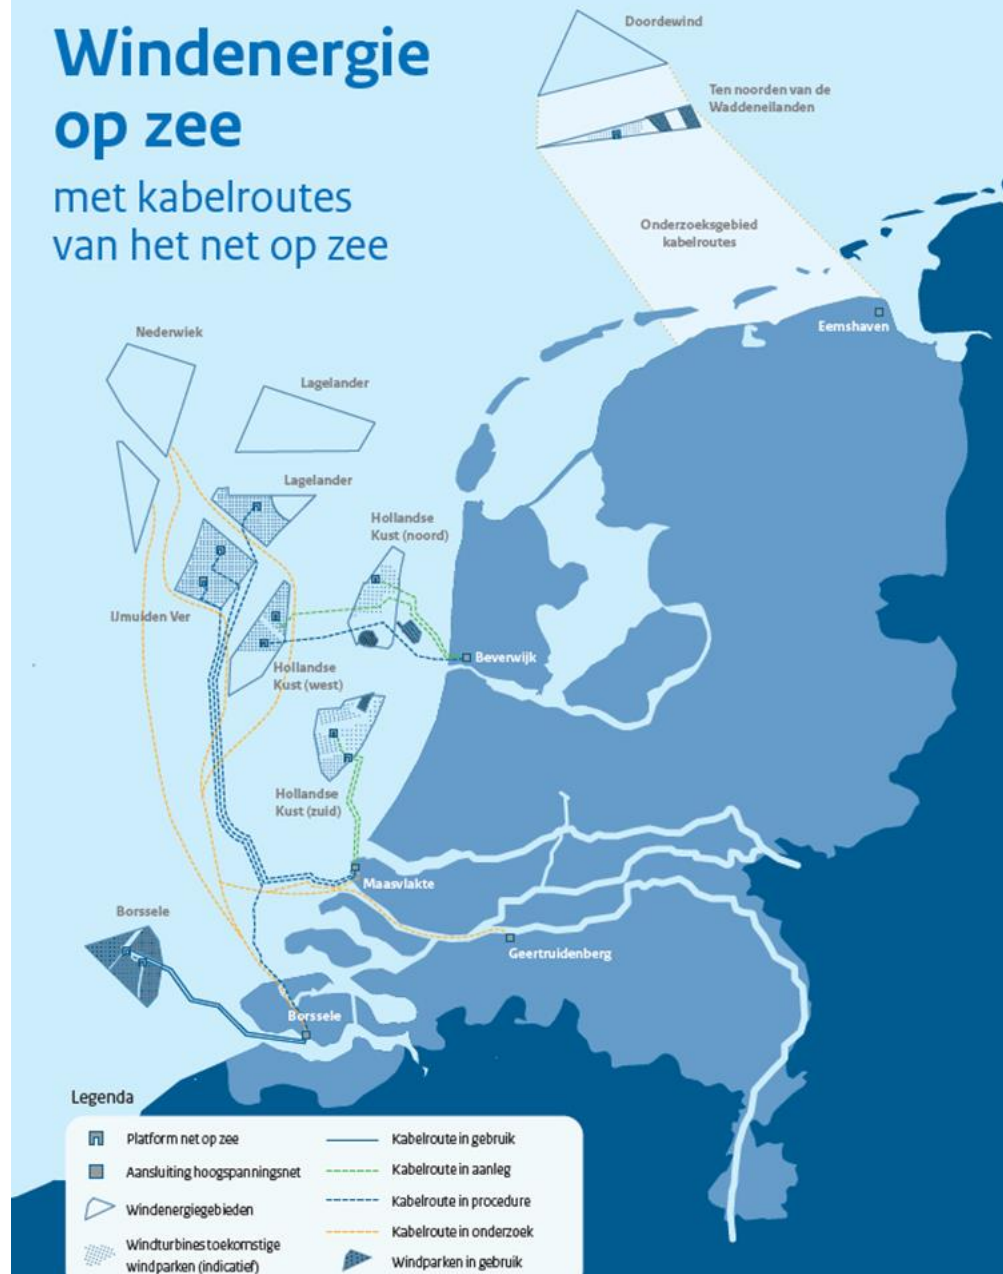 Windenergie
op zee
met kabelroutes
van het net op zee
Doordewind
Ten noorden van de
Waddeneilanden
Onderzoeksgebied
kabelroutes
Eemshaven
Nederwiek
Lagelander
Lagelander
Hollandse
Kust (noord)
IJmuiden Ver
Beverwijk
Hollandse
Kust (west)
Hollandse
Kust (zuid)
Maasvlakte
Borssele
Geertruidenberg
Borssele
Legenda
Platform net op zee
Aansluiting hoogspanningsnet
Windenergiegebieden
Windturbines toekomstige
windparken (indicatief)
Kabelroute in gebruik
Kabelroute in aanleg
Kabelroute in procedure
Kabelroute in onderzoek
Windparken in gebruik